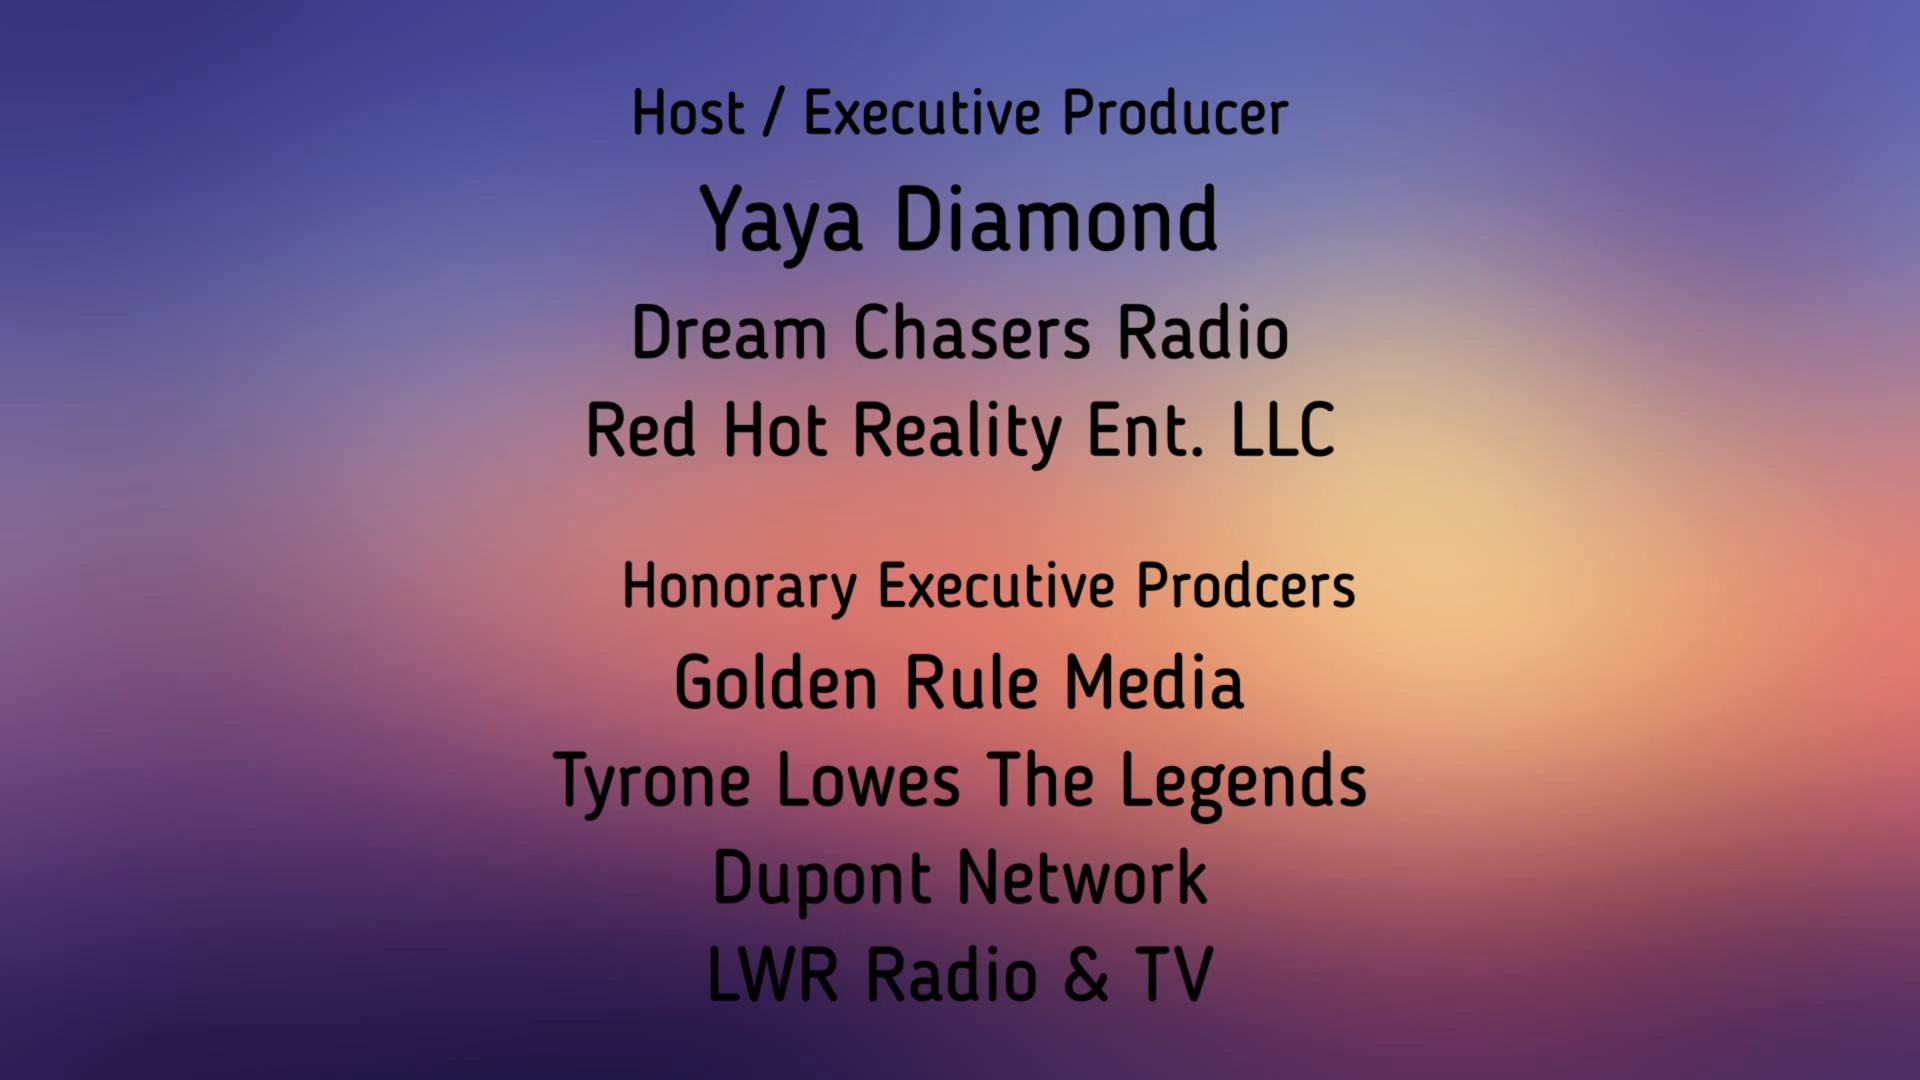 Host / Executive Producer
Yaya Diamond
Dream Chasers Radio
Red Hot Reality Ent. LLC
Honorary Executive Prodcers
Golden Rule Media
Tyrone Lowes The Legends
Dupont Network
LWR Radio & TV